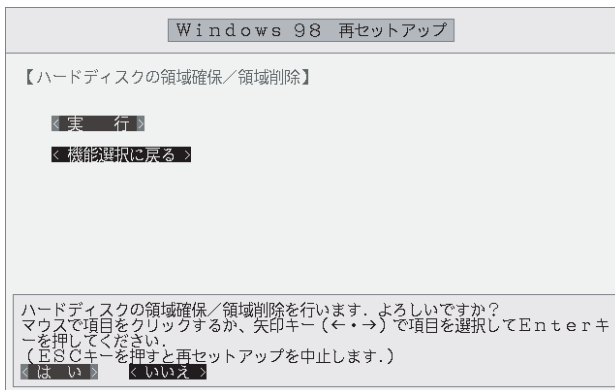 Ｗｉｎｄｏｗｓ　９８　再セットアップ
【ハードディスクの領域確保／領域削除】
< 実　　行 >
< 機能選択に戻る >
ハードディスクの領域確保／領域削除を行います．よろしいですか？
マウスで項目をクリックするか、矢印キー（←・→）で項目を選択してＥｎｔｅｒキ
ーを押してください．
（ＥＳＣキーを押すと再セットアップを中止します．）
< は　い > < いいえ >